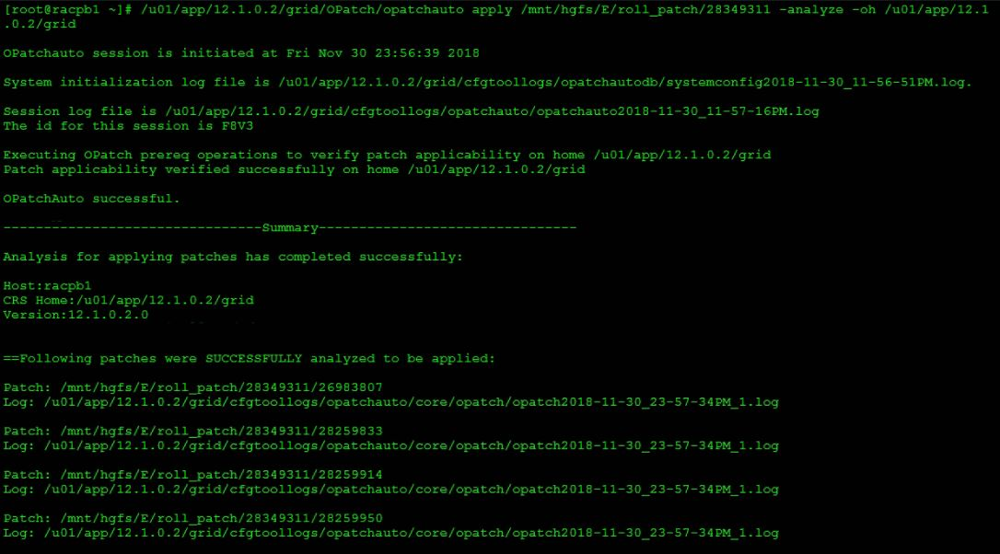 [root@racpb1 ~]# /u01/app/12.1.0.2/grid/OPatch/opatchauto apply /mnt/hgfs/E/roll_patch/28349311 -analyze -oh /u01/app/12.1
.0.2/grid
OPatchauto session is initiated at Fri Nov 30 23:56:39 2018
System initialization log file is /u01/app/12.1.0.2/grid/cfgtoollogs/opatchautodb/systemconfig2018-11-30_11-56-51PM.log.
Session log file is /u01/app/12.1.0.2/grid/cfgtoollogs/opatchauto/opatchauto2018-11-30_11-57-16PM.log
The id for this session is F8V3
Executing OPatch prereq operations to verify patch applicability on home /u01/app/12.1.0.2/grid
Patch applicability verified successfully on home /u01/app/12.1.0.2/grid
OPatchAuto successful.
--------------------------------Summary--------------------------------
Analysis for applying patches has completed successfully:
Host:racpb1
CRS Home:/u01/app/12.1.0.2/grid
Version:12.1.0.2.0
==Following patches were SUCCESSFULLY analyzed to be applied:
Patch: /mnt/hgfs/E/roll_patch/28349311/26983807
Log: /u01/app/12.1.0.2/grid/cfgtoollogs/opatchauto/core/opatch/opatch2018-11-30_23-57-34PM_1.log
Patch: /mnt/hgfs/E/roll_patch/28349311/28259833
Log: /u01/app/12.1.0.2/grid/cfgtoollogs/opatchauto/core/opatch/opatch2018-11-30_23-57-34PM_1.log
Patch: /mnt/hgfs/E/roll_patch/28349311/28259914
Log: /u01/app/12.1.0.2/grid/cfgtoollogs/opatchauto/core/opatch/opatch2018-11-30_23-57-34PM_1.log
Patch: /mnt/hgfs/E/roll_patch/28349311/28259950
Log: /u01/app/12.1.0.2/grid/cfgtoollogs/opatchauto/core/opatch/opatch2018-11-30_23-57-34PM_1.log